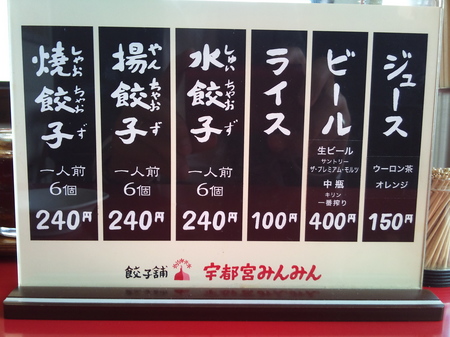 ジュース
ウーロン茶
オレンジ
150円
ビール
生ビール
サントリー
ザ・プレミアム・モルツ
中瓶
キリン
一番搾り
400円
ライス
100円
水餃子
しゅい ちゃお ず
一人前
6個
240円
揚餃子
やん ちゃお ず
一人前
6個
240円
焼餃子
しゃお ちゃお ず
一人前
6個
240円
餃子舗
宇都宮みんみん